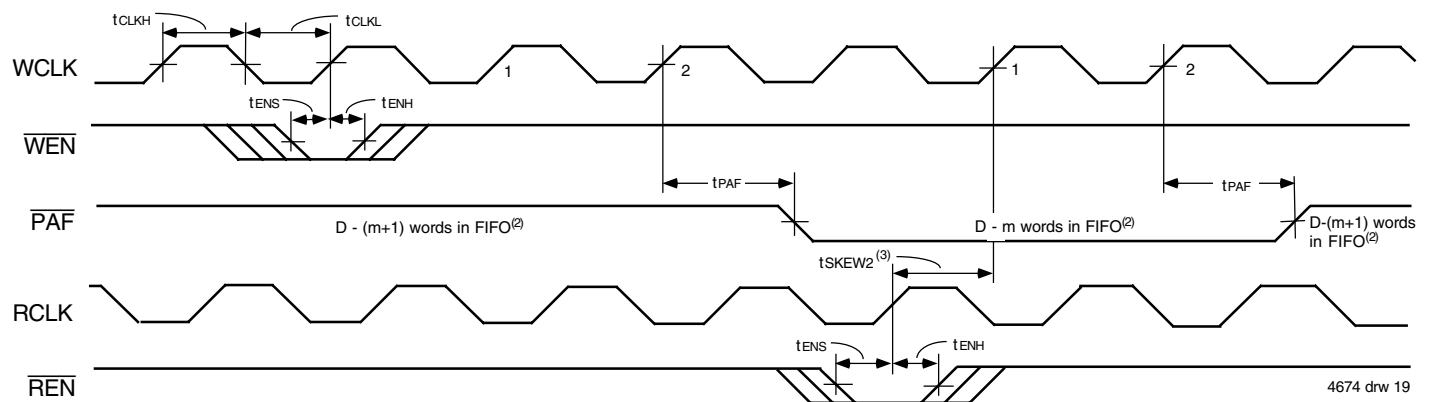 tCLKH
tCLKL
WCLK
1
2
1
2
tENS
tENH
WEN
tPAF
tPAF
PAF
D - (m+1) words in FIFO(2)
D - m words in FIFO(2)
D-(m+1) words
in FIFO(2)
tSKEW2 (3)
RCLK
tENS
tENH
REN
4674 drw 19